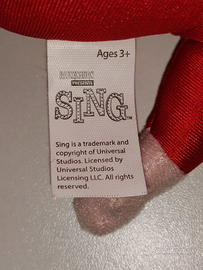 Ages 3+
ILLUMINATION
PRESENTS
SING
Sing is a trademark and
copyright of Universal
Studios. Licensed by
Universal Studios
Licensing LLC. All rights
reserved.